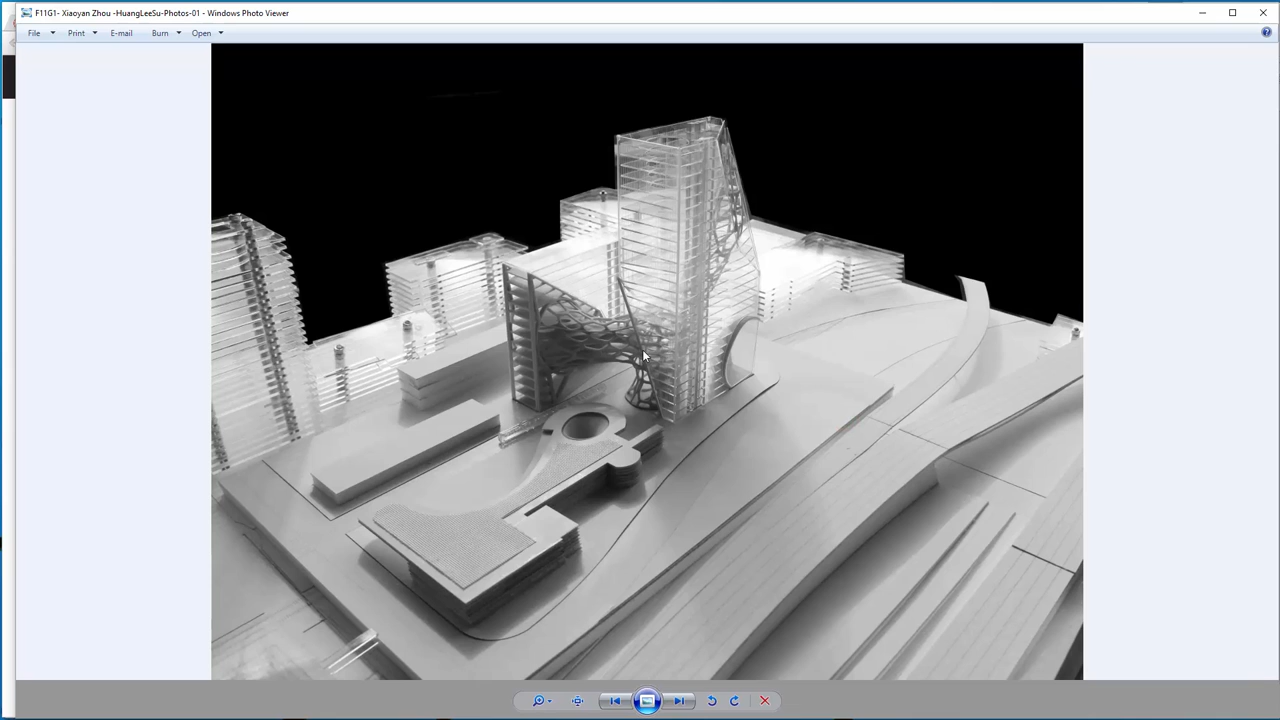 F11G1- Xiaoyan Zhou -HuangLeeSu-Photos-01 - Windows Photo Viewer
File Print E-mail Burn Open